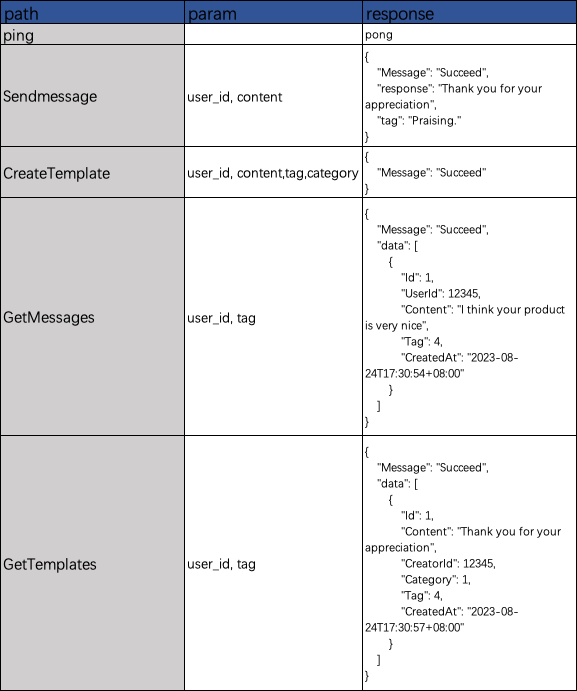 path param response
ping pong
Sendmessage user_id, content {
"Message": "Succeed",
"response": "Thank you for your
appreciation",
"tag": "Praising."
}
CreateTemplate user_id, content,tag,category {
"Message": "Succeed"
}
GetMessages user_id, tag {
"Message": "Succeed",
"data": [
{
"Id": 1,
"UserId": 12345,
"Content": "I think your product
is very nice",
"Tag": 4,
"CreatedAt": "2023-08-
24T17:30:54+08:00"
}
]
}
GetTemplates user_id, tag {
"Message": "Succeed",
"data": [
{
"Id": 1,
"Content": "Thank you for your
appreciation",
"CreatorId": 12345,
"Category": 1,
"Tag": 4,
"CreatedAt": "2023-08-
24T17:30:57+08:00"
}
]
}